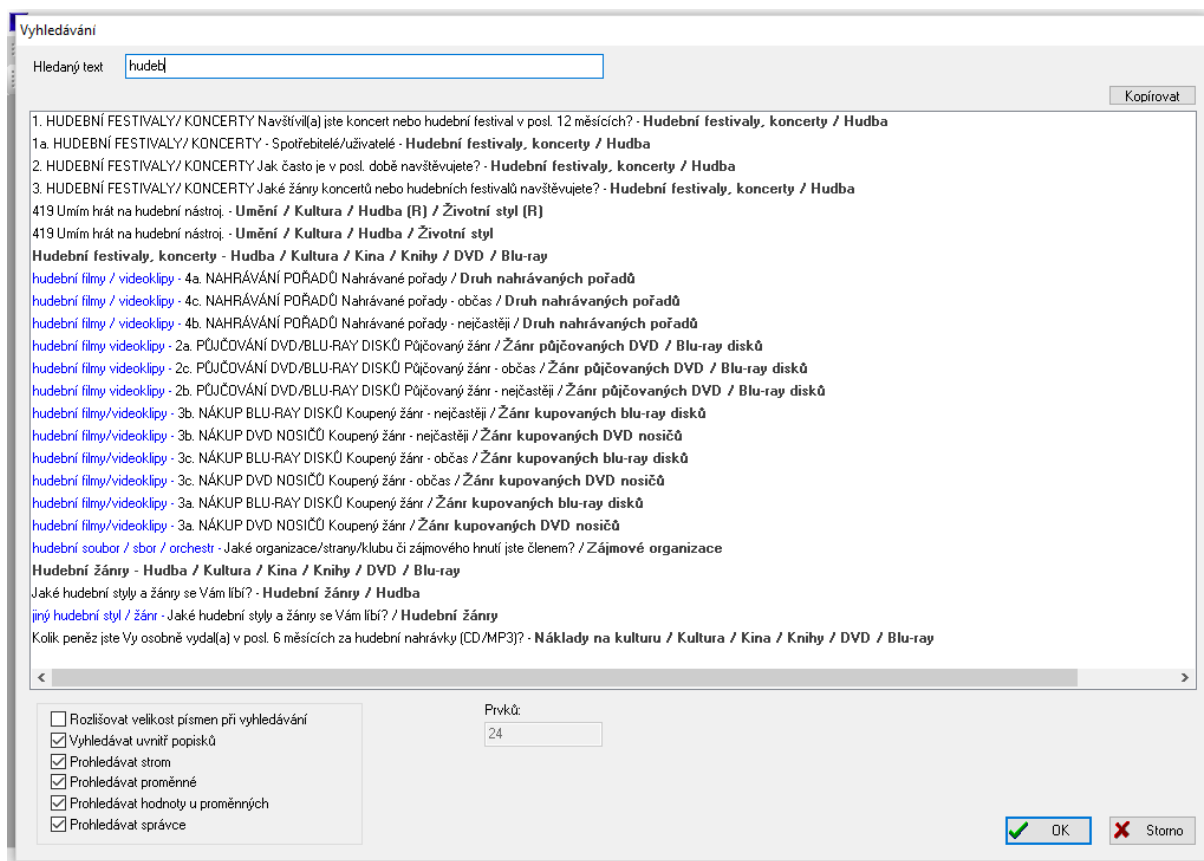 Vyhledávání
Hledaný text hudeb
Kopírovat
1. HUDEBNÍ FESTIVALY/ KONCERTY Navštívil(a) jste koncert nebo hudební festival v posl. 12 měsících? - Hudební festivaly, koncerty / Hudba
1a. HUDEBNÍ FESTIVALY/ KONCERTY - Spotřebitelé/uživatelé - Hudební festivaly, koncerty / Hudba
2. HUDEBNÍ FESTIVALY/ KONCERTY Jak často je v posl. době navštěvujete? - Hudební festivaly, koncerty / Hudba
3. HUDEBNÍ FESTIVALY/ KONCERTY Jaké žánry koncertů nebo hudebních festivalů navštěvujete? - Hudební festivaly, koncerty / Hudba
419 Umím hrát na hudební nástroj. - Umění / Kultura / Hudba (R) / Životní styl (R)
419 Umím hrát na hudební nástroj. - Umění / Kultura / Hudba / Životní styl
Hudební festivaly, koncerty - Hudba / Kultura / Kina / Knihy / DVD / Blu-ray
hudební filmy / videoklipy - 4a. NAHRÁVÁNÍ POŘADŮ Nahrávané pořady / Druh nahrávaných pořadů
hudební filmy / videoklipy - 4c. NAHRÁVÁNÍ POŘADŮ Nahrávané pořady - občas / Druh nahrávaných pořadů
hudební filmy / videoklipy - 4b. NAHRÁVÁNÍ POŘADŮ Nahrávané pořady - nejčastěji / Druh nahrávaných pořadů
hudební filmy videoklipy - 2a. PŮJČOVÁNÍ DVD/BLU-RAY DISKŮ Půjčovaný žánr / Žánr půjčovaných DVD / Blu-ray disků
hudební filmy videoklipy - 2c. PŮJČOVÁNÍ DVD/BLU-RAY DISKŮ Půjčovaný žánr - občas / Žánr půjčovaných DVD / Blu-ray disků
hudební filmy videoklipy - 2b. PŮJČOVÁNÍ DVD/BLU-RAY DISKŮ Půjčovaný žánr - nejčastěji / Žánr půjčovaných DVD / Blu-ray disků
hudební filmy/videoklipy - 3b. NÁKUP BLU-RAY DISKŮ Koupený žánr - nejčastěji / Žánr kupovaných blu-ray disků
hudební filmy/videoklipy - 3b. NÁKUP DVD NOSIČŮ Koupený žánr - nejčastěji / Žánr kupovaných DVD nosičů
hudební filmy/videoklipy - 3c. NÁKUP BLU-RAY DISKŮ Koupený žánr - občas / Žánr kupovaných blu-ray disků
hudební filmy/videoklipy - 3c. NÁKUP DVD NOSIČŮ Koupený žánr - občas / Žánr kupovaných DVD nosičů
hudební filmy/videoklipy - 3a. NÁKUP BLU-RAY DISKŮ Koupený žánr / Žánr kupovaných blu-ray disků
hudební filmy/videoklipy - 3a. NÁKUP DVD NOSIČŮ Koupený žánr / Žánr kupovaných DVD nosičů
hudební soubor / sbor / orchestr - Jaké organizace/strany/klubu či zájmového hnutí jste členem? / Zájmové organizace
Hudební žánry - Hudba / Kultura / Kina / Knihy / DVD / Blu-ray
Jaké hudební styly a žánry se Vám líbí? - Hudební žánry / Hudba
jiný hudební styl / žánr - Jaké hudební styly a žánry se Vám líbí? / Hudební žánry
Kolik peněz jste Vy osobně vydal(a) v posl. 6 měsících za hudební nahrávky (CD/MP3)? - Náklady na kulturu / Kultura / Kina / Knihy / DVD / Blu-ray
Rozlišovat velikost písmen při vyhledávání
Vyhledávat uvnitř popisků
Prohledávat strom
Prohledávat proměnné
Prohledávat hodnoty u proměnných
Prohledávat správce
Prvků:
24
OK
Storno